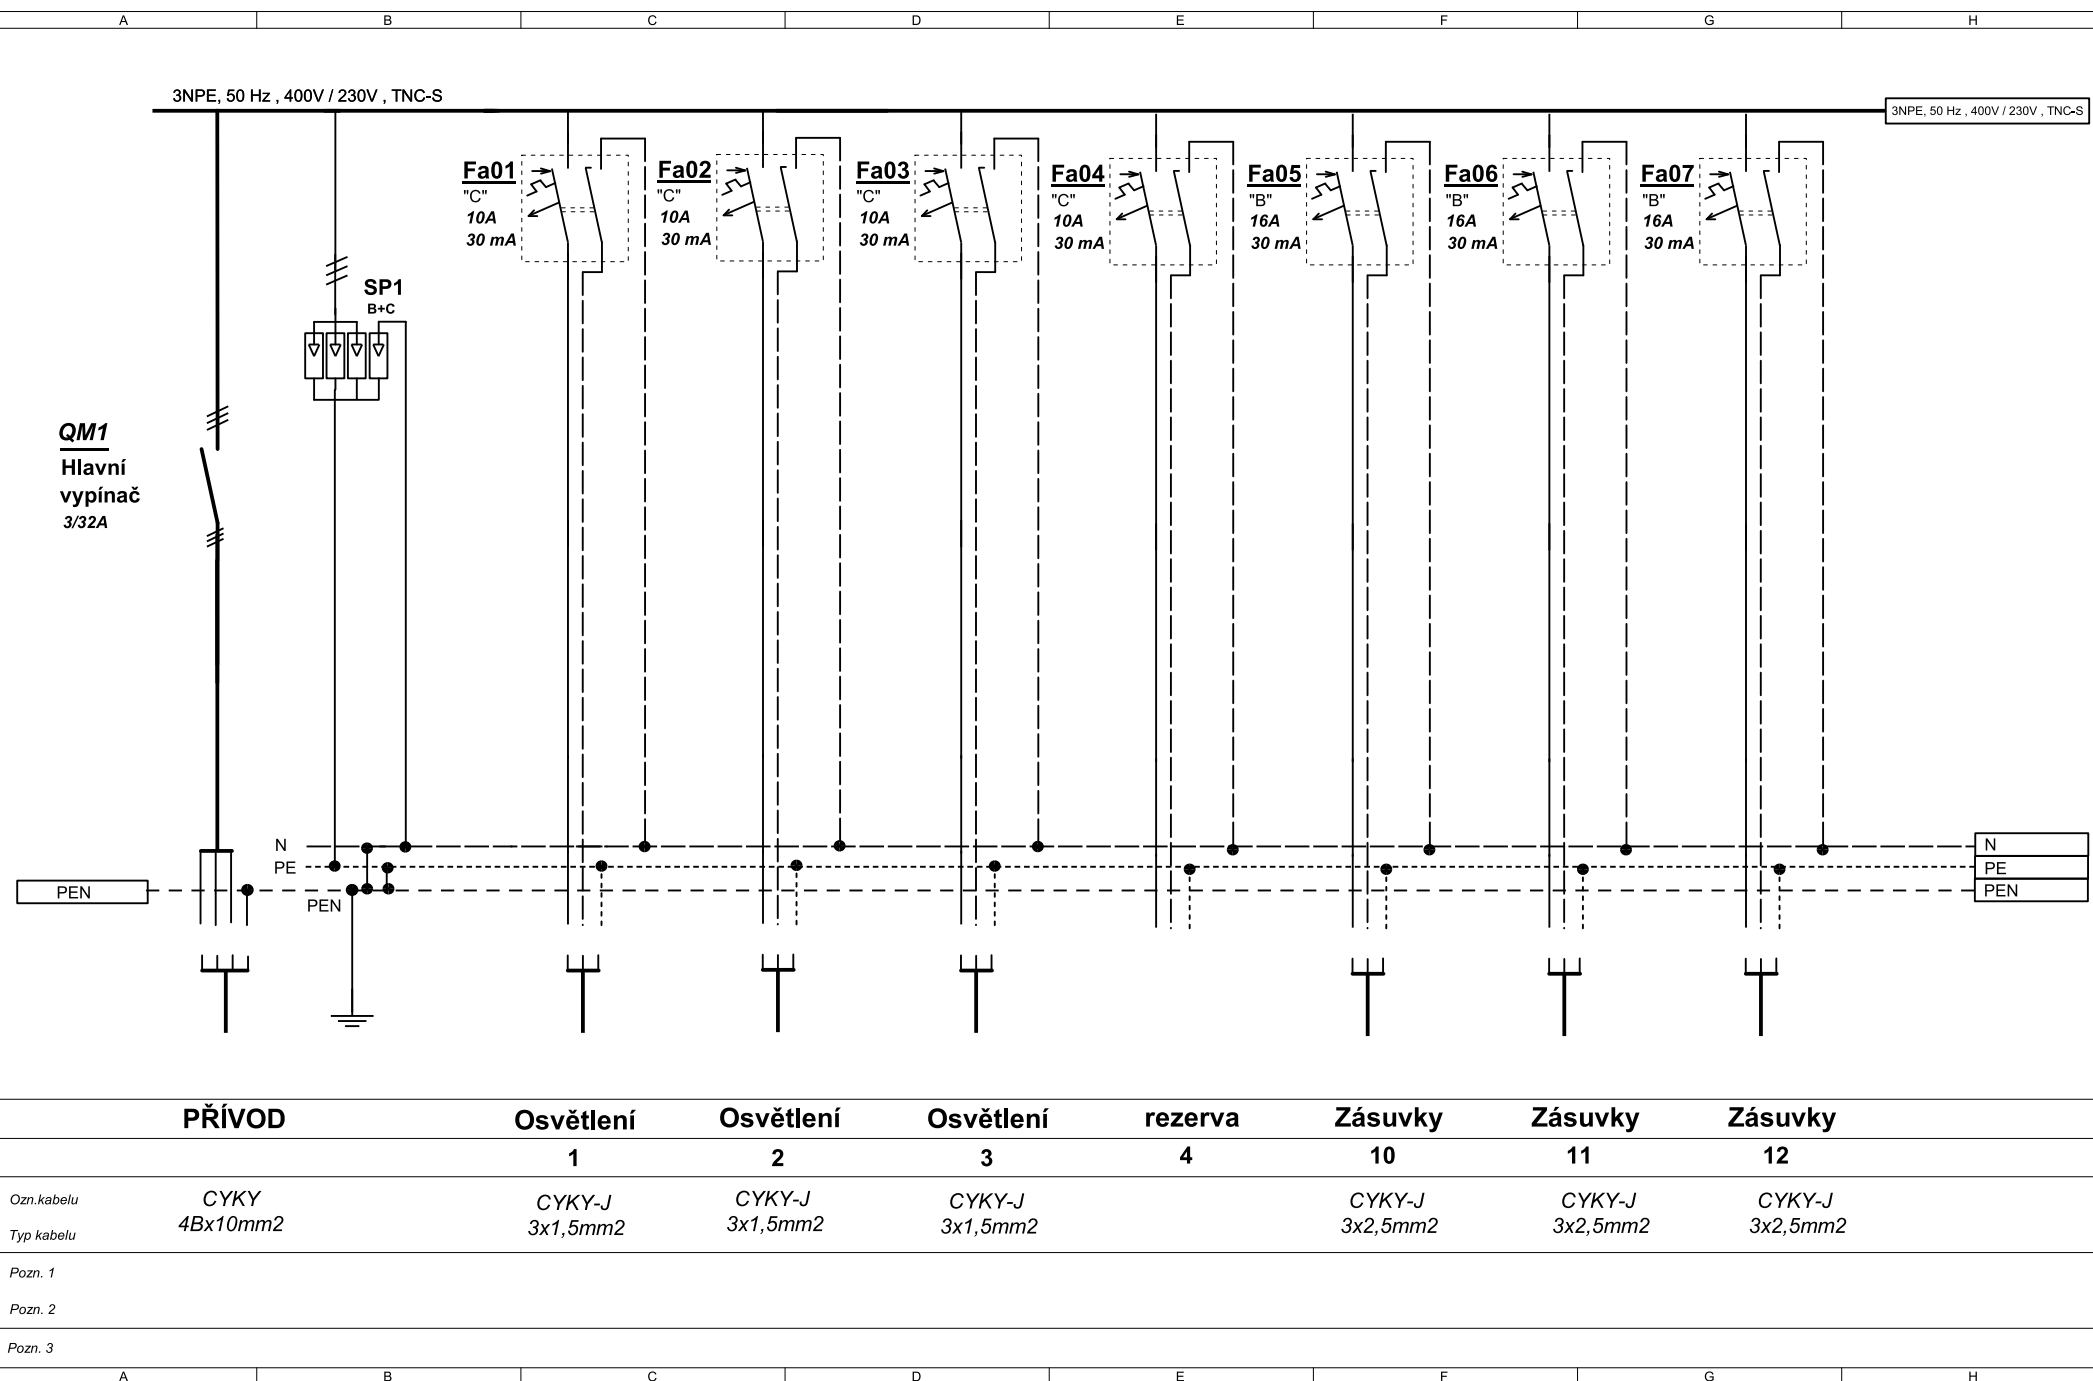 A B C D E F G H
3NPE, 50 Hz , 400V / 230V , TNC-S
3NPE, 50 Hz , 400V / 230V , TNC-S
Fa01
"C"
10A
30 mA
Fa02
"C"
10A
30 mA
Fa03
"C"
10A
30 mA
Fa04
"C"
10A
30 mA
Fa05
"B"
16A
30 mA
Fa06
"B"
16A
30 mA
Fa07
"B"
16A
30 mA
SP1
B+C
QM1
Hlavní
vypínač
3/32A
N
PE
PEN
PEN
N
PE
PEN
PŘÍVOD Osvětlení Osvětlení Osvětlení rezerva Zásuvky Zásuvky Zásuvky
1 2 3 4 10 11 12
Ozn.kabelu CYKY CYKY-J CYKY-J CYKY-J CYKY-J CYKY-J CYKY-J
Typ kabelu 4Bx10mm2 3x1,5mm2 3x1,5mm2 3x1,5mm2 3x2,5mm2 3x2,5mm2 3x2,5mm2
Pozn. 1
Pozn. 2
Pozn. 3
A B C D E F G H